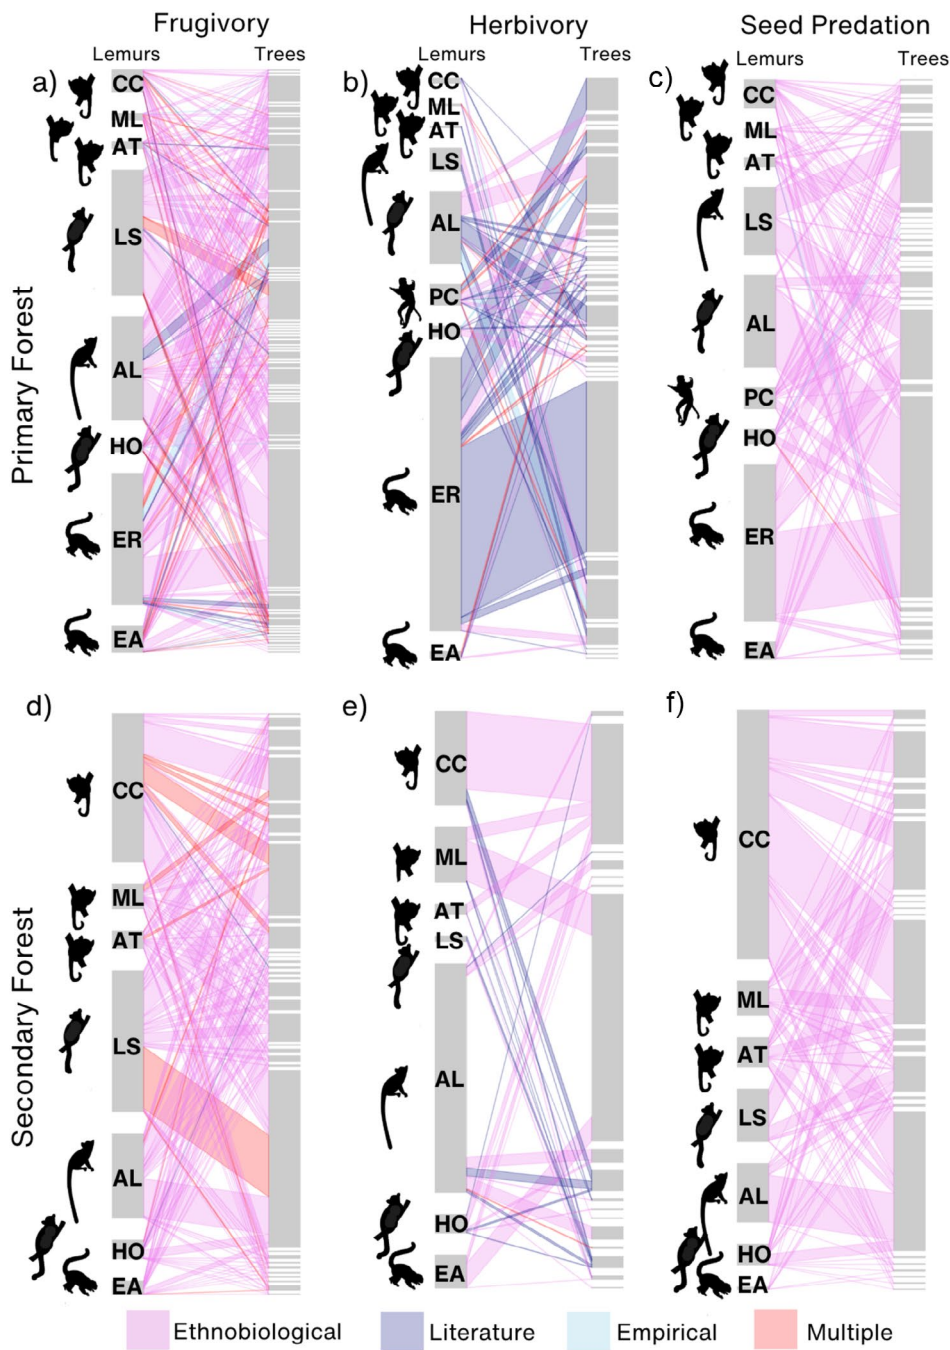 Frugivory
Herbivory
Seed Predation
Lemurs
Trees
Lemurs
Trees
Lemurs
Trees
Primary Forest
a)
CC
ML
AT
LS
AL
HO
ER
EA
b)
CC
ML
AT
LS
AL
PC
HO
ER
EA
c)
CC
ML
AT
LS
AL
PC
HO
ER
EA
Secondary Forest
d)
CC
ML
AT
LS
AL
HO
EA
e)
CC
ML
AT
LS
AL
HO
EA
f)
CC
ML
AT
LS
AL
HO
EA
Ethnobiological
Literature
Empirical
Multiple